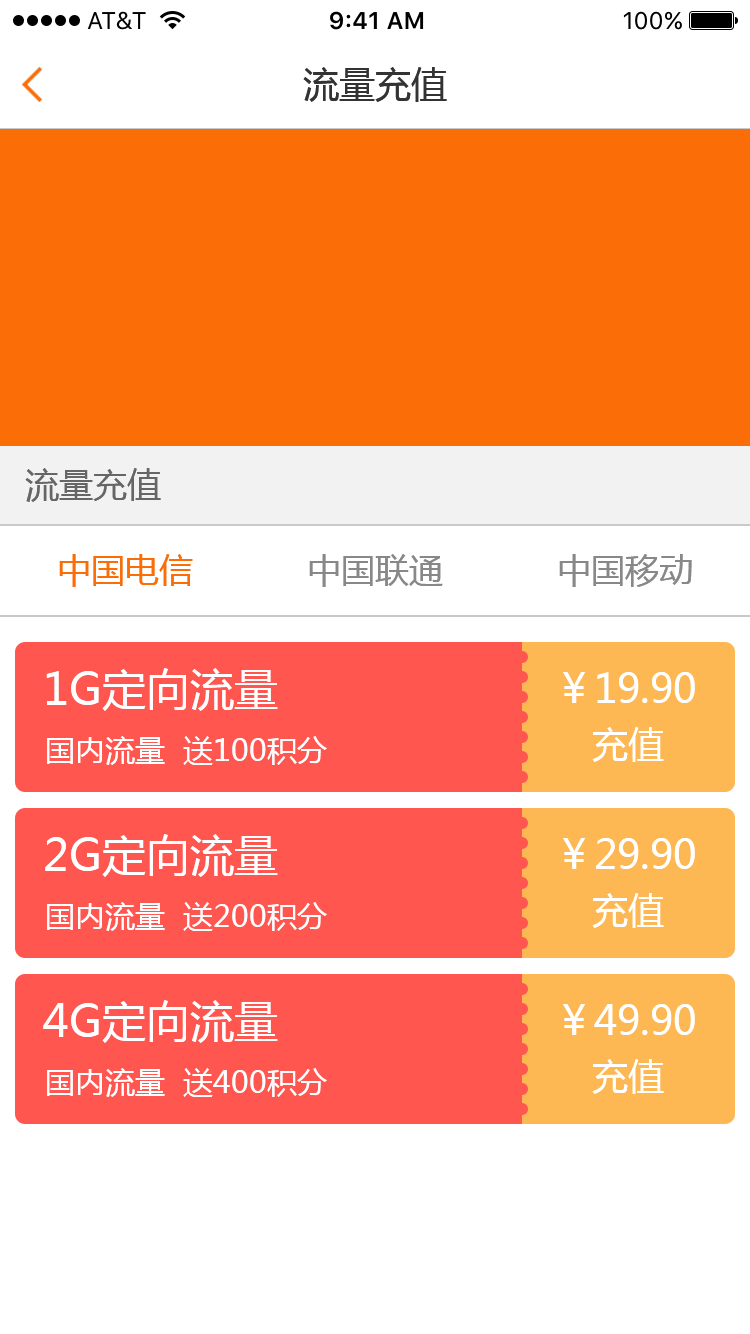 AT&T 9:41 AM 100%
流量充值
流量充值
中国电信 中国联通 中国移动
1G定向流量
国内流量 送100积分
¥ 19.90
充值
2G定向流量
国内流量 送200积分
¥ 29.90
充值
4G定向流量
国内流量 送400积分
¥ 49.90
充值